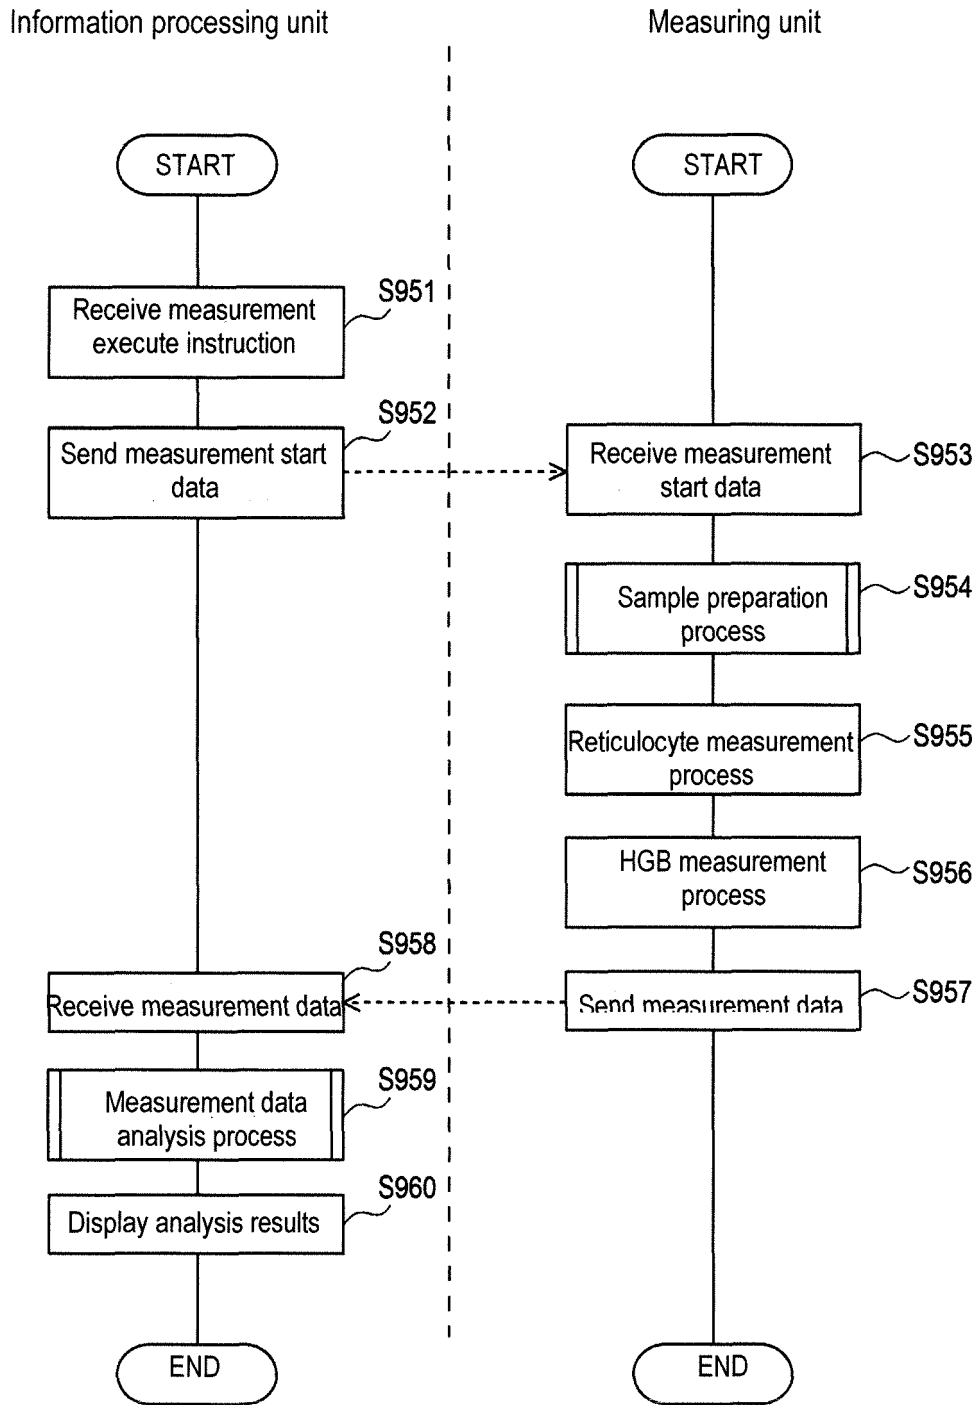 Information processing unit
Measuring unit
START
START
S951
Receive measurement
execute instruction
S952
Send measurement start
data
Receive measurement
start data
S953
Sample preparation
process
S954
Reticulocyte measurement
process
S955
HGB measurement
process
S956
S958
Receive measurement data
Send measurement data
S957
Measurement data
analysis process
S959
S960
Display analysis results
END
END